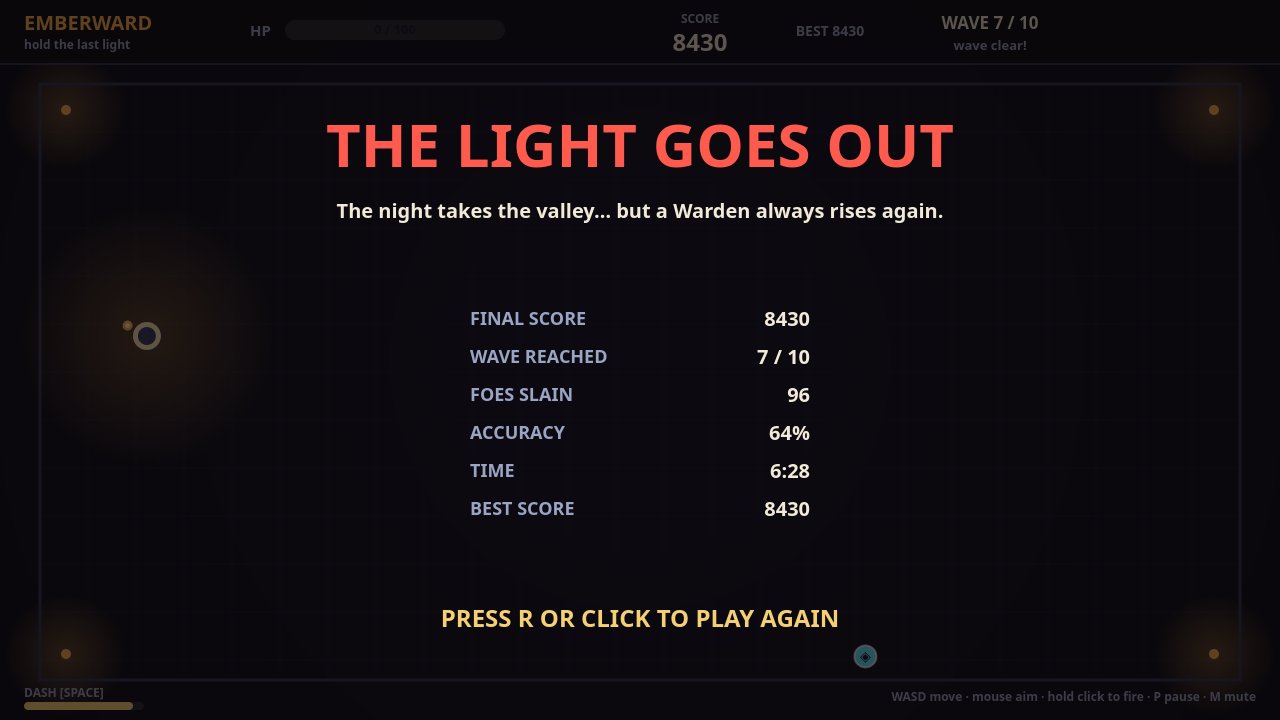 EMBERWARD
hold the last light
HP
0 / 100
SCORE
8430
BEST 8430
WAVE 7 / 10
wave clear!
THE LIGHT GOES OUT
The night takes the valley... but a Warden always rises again.
FINAL SCORE 8430
WAVE REACHED 7 / 10
FOES SLAIN 96
ACCURACY 64%
TIME 6:28
BEST SCORE 8430
PRESS R OR CLICK TO PLAY AGAIN
DASH [SPACE]
WASD move · mouse aim · hold click to fire · P pause · M mute